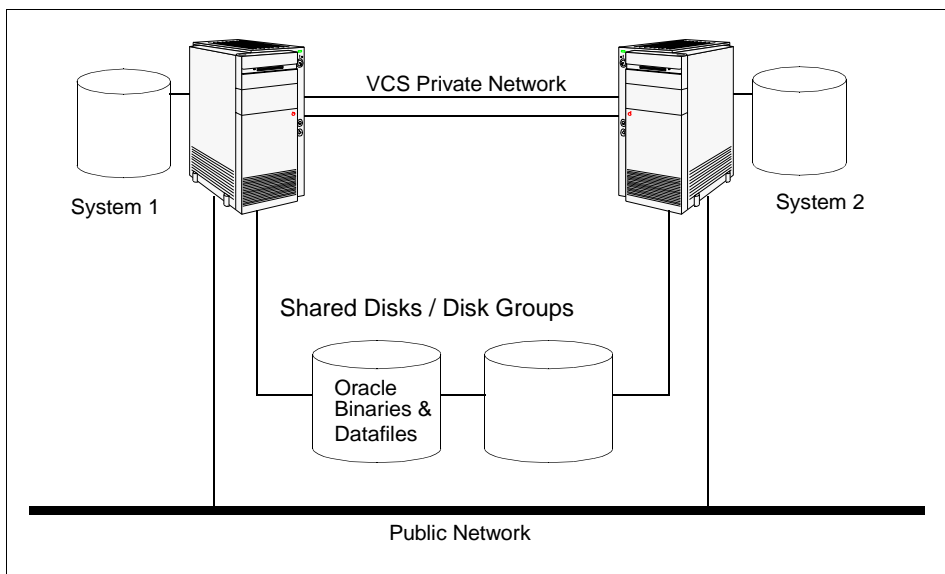 VCS Private Network
System 1
System 2
Shared Disks / Disk Groups
Oracle
Binaries &
Datafiles
Public Network